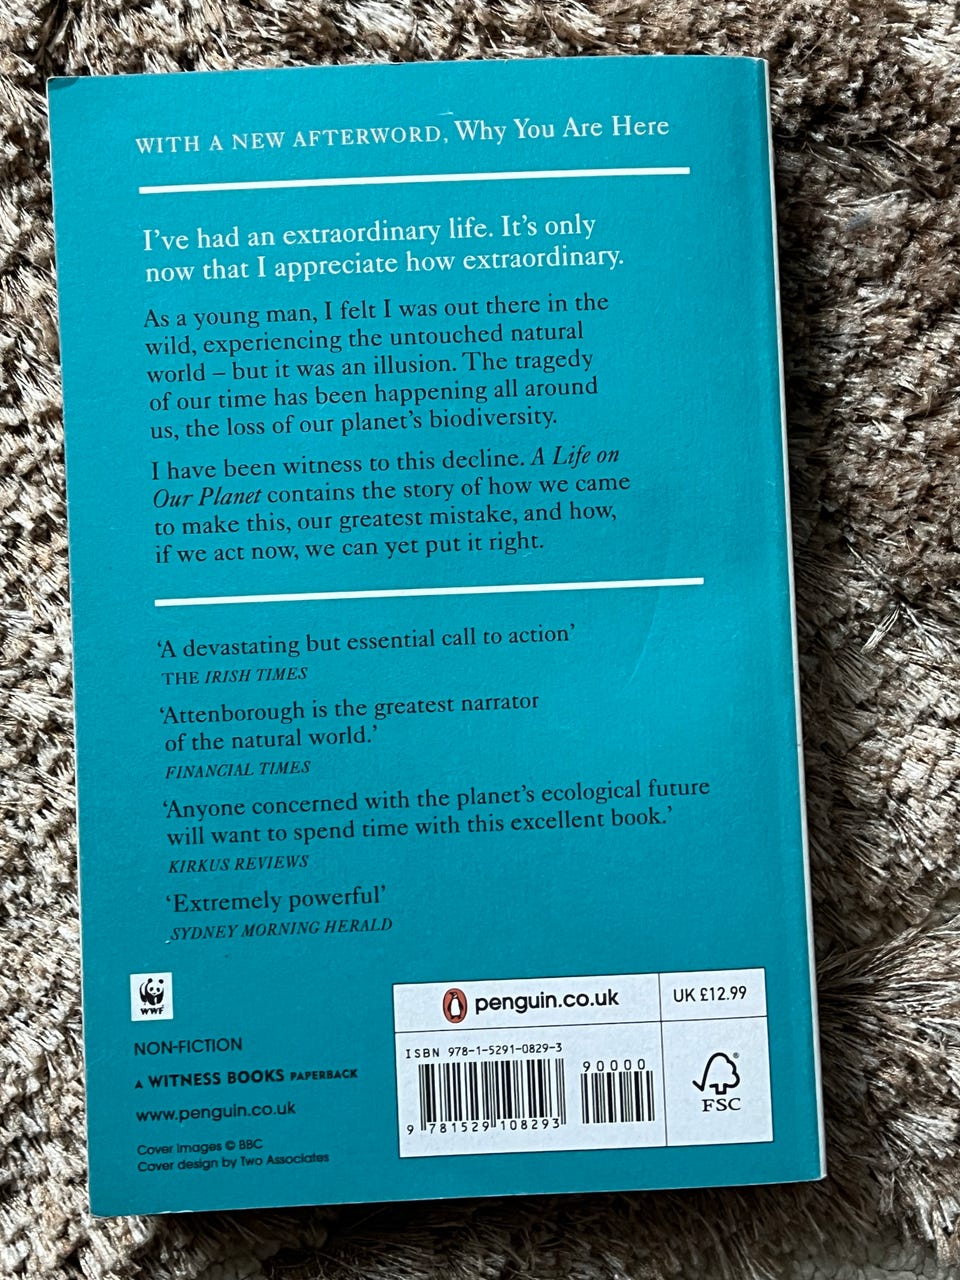 WITH A NEW AFTERWORD, Why You Are Here
I’ve had an extraordinary life. It’s only
now that I appreciate how extraordinary.
As a young man, I felt I was out there in the
wild, experiencing the untouched natural
world – but it was an illusion. The tragedy
of our time has been happening all around
us, the loss of our planet’s biodiversity.
I have been witness to this decline. A Life on
Our Planet contains the story of how we came
to make this, our greatest mistake, and how,
if we act now, we can yet put it right.
‘A devastating but essential call to action’
THE IRISH TIMES
‘Attenborough is the greatest narrator
of the natural world.’
FINANCIAL TIMES
‘Anyone concerned with the planet’s ecological future
will want to spend time with this excellent book.’
KIRKUS REVIEWS
‘Extremely powerful’
SYDNEY MORNING HERALD
WWF
NON-FICTION
A WITNESS BOOKS PAPERBACK
www.penguin.co.uk
Cover images © BBC
Cover design by Two Associates
penguin.co.uk
UK £12.99
ISBN 978-1-5291-0829-3
90000
9 781529 108293
FSC®